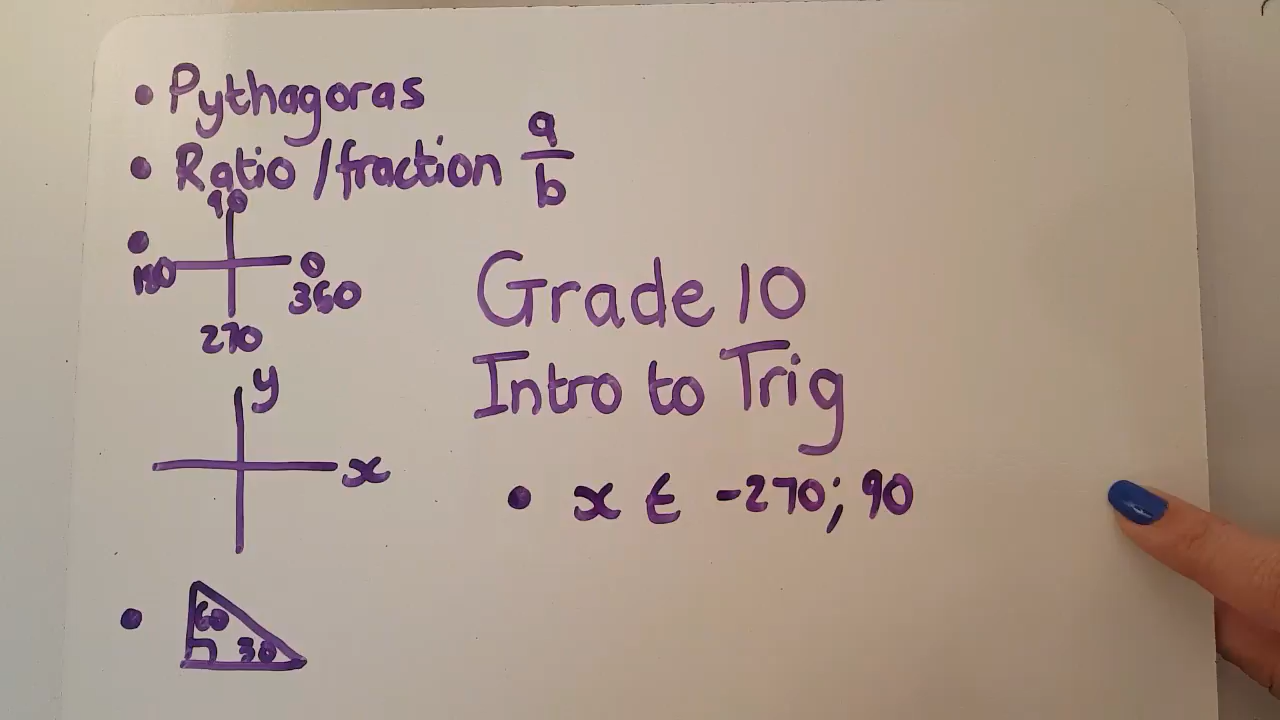 • Pythagoras
• Ratio/fraction a/b
•
90
180
0
360
270
y
x
• 60
30
Grade 10
Intro to Trig
• x ∈ -270; 90